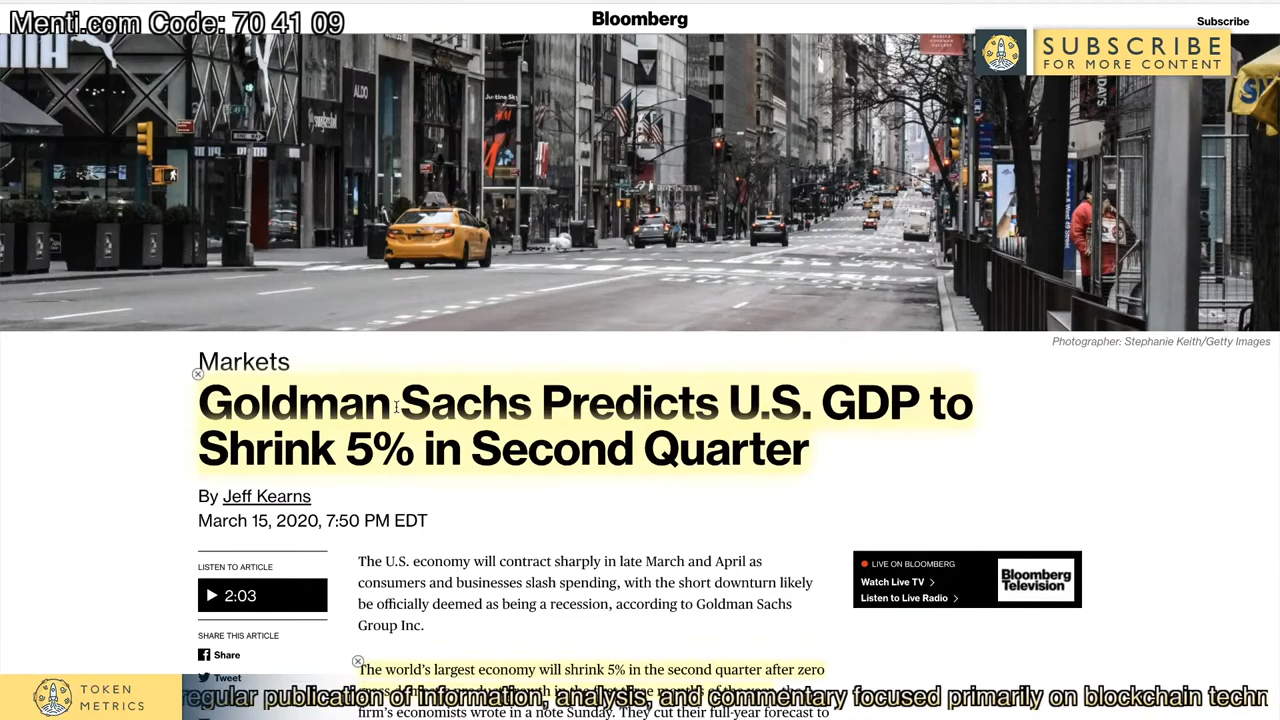 Menti.com Code: 70 41 09
Bloomberg
Subscribe
SUBSCRIBE
FOR MORE CONTENT
ALDO
Photographer: Stephanie Keith/Getty Images
Markets
Goldman Sachs Predicts U.S. GDP to
Shrink 5% in Second Quarter
By Jeff Kearns
March 15, 2020, 7:50 PM EDT
LISTEN TO ARTICLE
2:03
SHARE THIS ARTICLE
Share
Tweet
The U.S. economy will contract sharply in late March and April as
consumers and businesses slash spending, with the short downturn likely
be officially deemed as being a recession, according to Goldman Sachs
Group Inc.
LIVE ON BLOOMBERG
Watch Live TV
Listen to Live Radio
Bloomberg
Television
The world's largest economy will shrink 5% in the second quarter after zero
firm's economists wrote in a note Sunday. They cut their full-year forecast to
TOKEN
METRICS
regular publication of information, analysis, and commentary focused primarily on blockchain techn